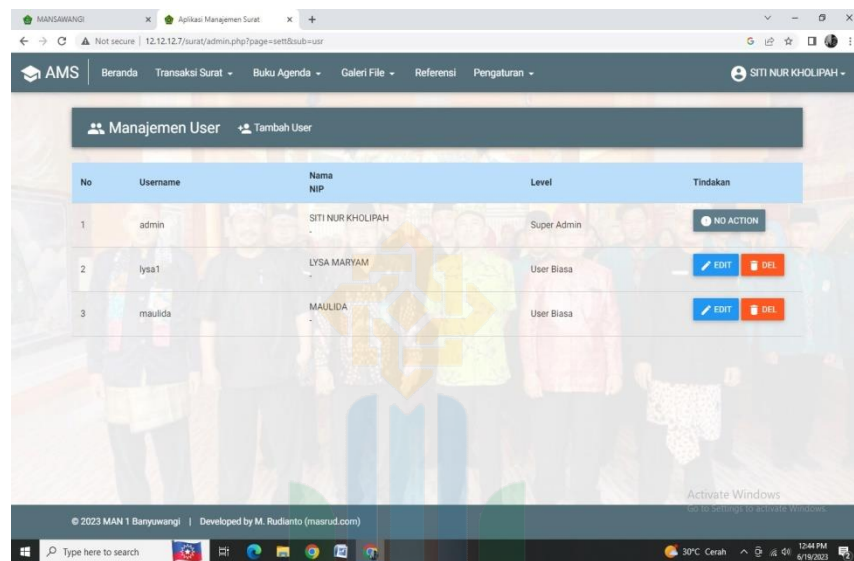 MANSAWANGI
Aplikasi Manajemen Surat
Not secure | 12.12.12.7/surat/admin.php?page=sett&sub=usr
AMS Beranda Transaksi Surat Buku Agenda Galeri File Referensi Pengaturan SITI NUR KHOLIPAH
Manajemen User Tambah User
No Username Nama Level Tindakan
NIP
1 admin SITI NUR KHOLIPAH Super Admin NO ACTION
-
2 lysa1 LYSA MARYAM User Biasa EDIT DEL
-
3 maulida MAULIDA User Biasa EDIT DEL
-
Activate Windows
Go to Settings to activate Windows.
© 2023 MAN 1 Banyuwangi | Developed by M. Rudianto (masrud.com)
Type here to search 30°C Cerah 12:44 PM
6/19/2023